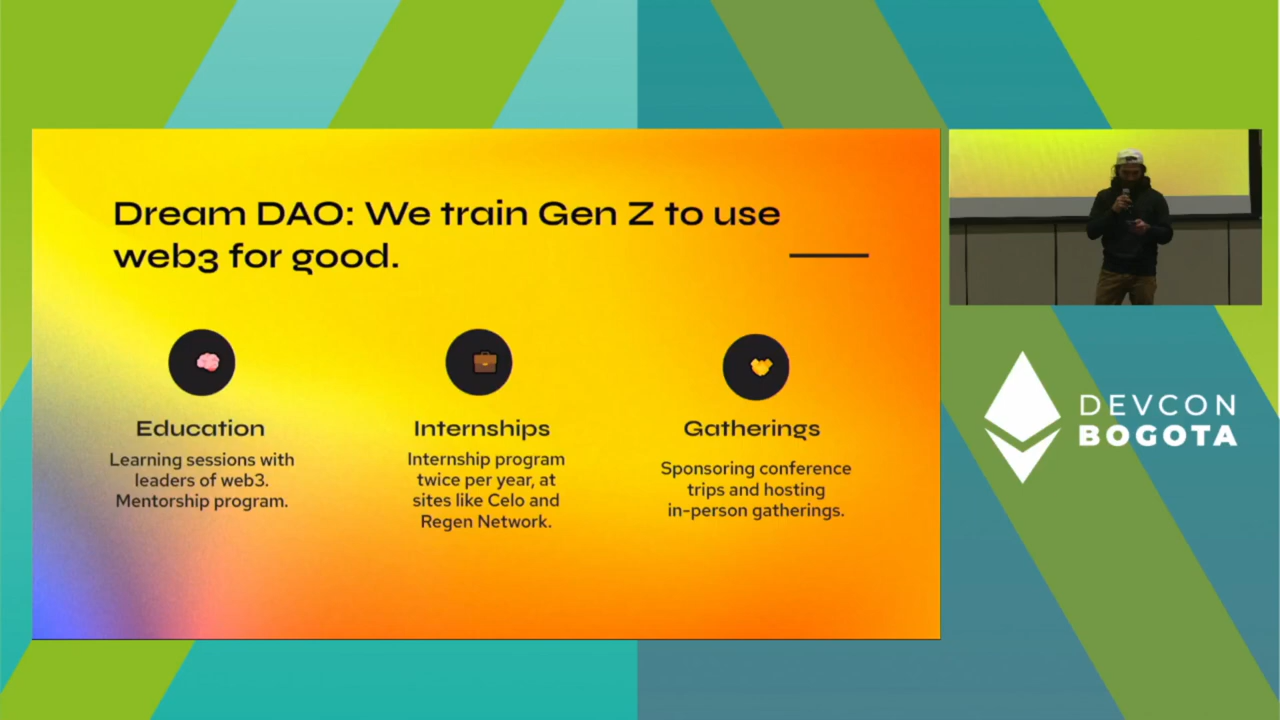 Dream DAO: We train Gen Z to use
web3 for good.
Education
Learning sessions with
leaders of web3.
Mentorship program.
Internships
Internship program
twice per year, at
sites like Celo and
Regen Network.
Gatherings
Sponsoring conference
trips and hosting
in-person gatherings.
DEVCON
BOGOTA